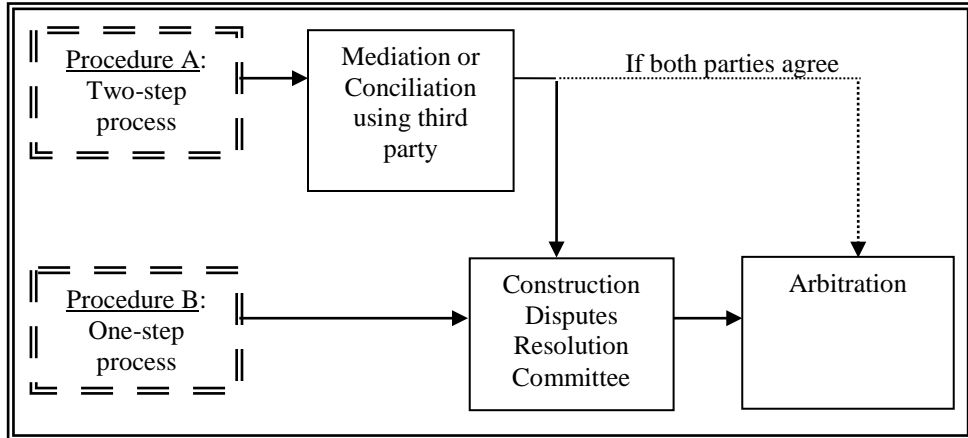 Procedure A:
Two-step
process
Mediation or
Conciliation
using third
party
If both parties agree
Procedure B:
One-step
process
Construction
Disputes
Resolution
Committee
Arbitration